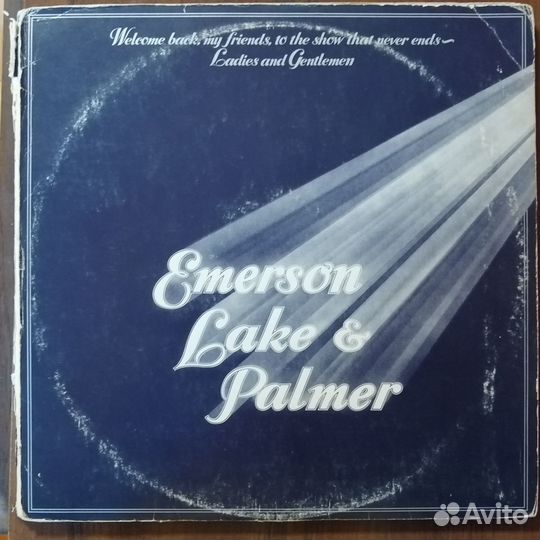 Welcome back, my friends, to the show that never ends~
Ladies and Gentlemen
Emerson
Lake &
Palmer
Avito